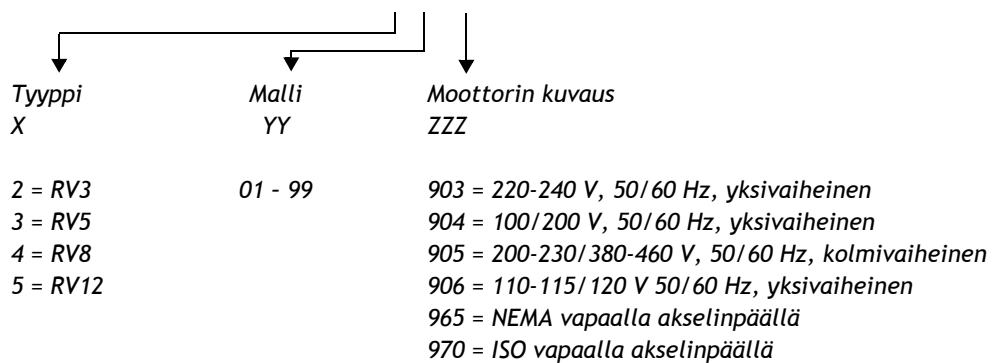 Tyyppi Malli Moottorin kuvaus
X YY ZZZ
2 = RV3 01 – 99 903 = 220-240 V, 50/60 Hz, yksivaiheinen
3 = RV5 904 = 100/200 V, 50/60 Hz, yksivaiheinen
4 = RV8 905 = 200-230/380-460 V, 50/60 Hz, kolmivaiheinen
5 = RV12 906 = 110-115/120 V 50/60 Hz, yksivaiheinen
965 = NEMA vapaalla akselinpäällä
970 = ISO vapaalla akselinpäällä